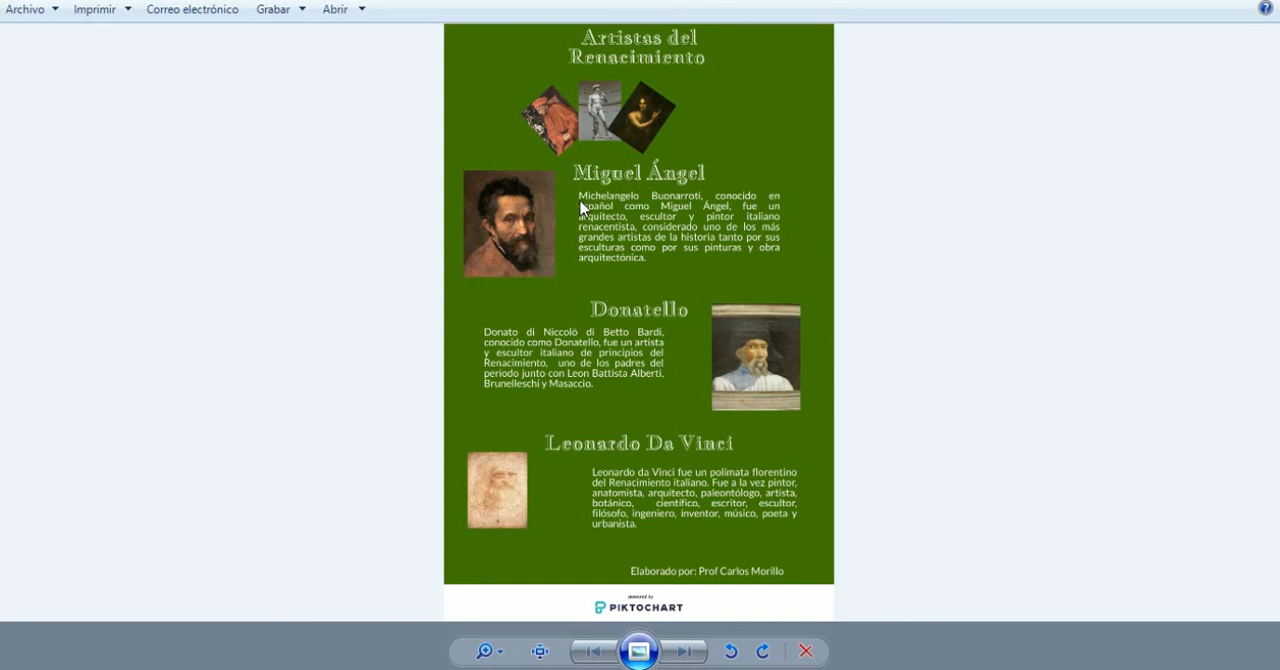 Archivo Imprimir Correo electrónico Grabar Abrir
Artistas del
Renacimiento
Miguel Ángel
Michelangelo Buonarroti, conocido en
español como Miguel Ángel, fue un
arquitecto, escultor y pintor italiano
renacentista, considerado uno de los más
grandes artistas de la historia tanto por sus
esculturas como por sus pinturas y obra
arquitectónica.
Donatello
Donato di Niccolò di Betto Bardi,
conocido como Donatello, fue un artista
y escultor italiano de principios del
Renacimiento, uno de los padres del
periodo junto con Leon Battista Alberti,
Brunelleschi y Masaccio.
Leonardo Da Vinci
Leonardo da Vinci fue un polímata florentino
del Renacimiento italiano. Fue a la vez pintor,
anatomista, arquitecto, paleontólogo, artista,
botánico, científico, escritor, escultor,
filósofo, ingeniero, inventor, músico, poeta y
urbanista.
Elaborado por: Prof Carlos Morillo
powered by
PIKTOCHART